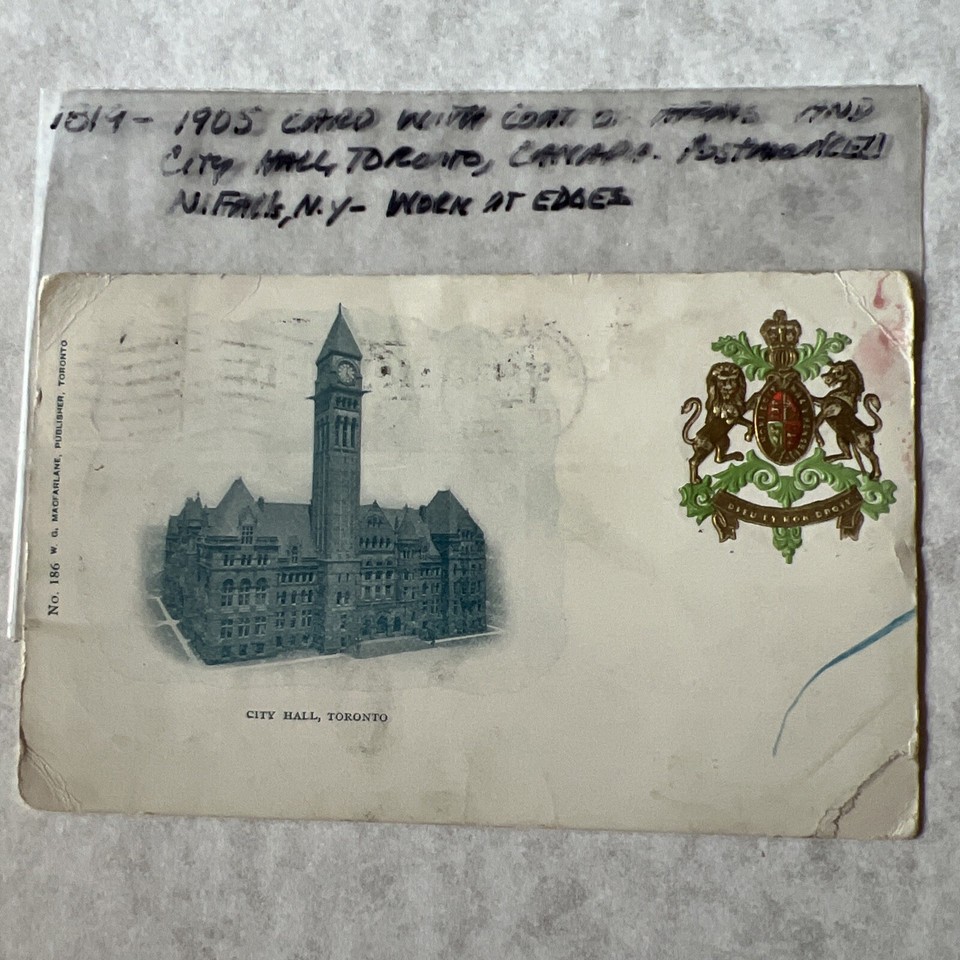 1819 - 1905 CARD WITH COAT OF ARMS AND
CITY HALL, TORONTO, CANADA. POSTMARKED
N. FALLS, N.Y - WORN AT EDGES
No. 186 W. G. MACFARLANE, PUBLISHER, TORONTO
DIEU ET MON DROIT
CITY HALL, TORONTO